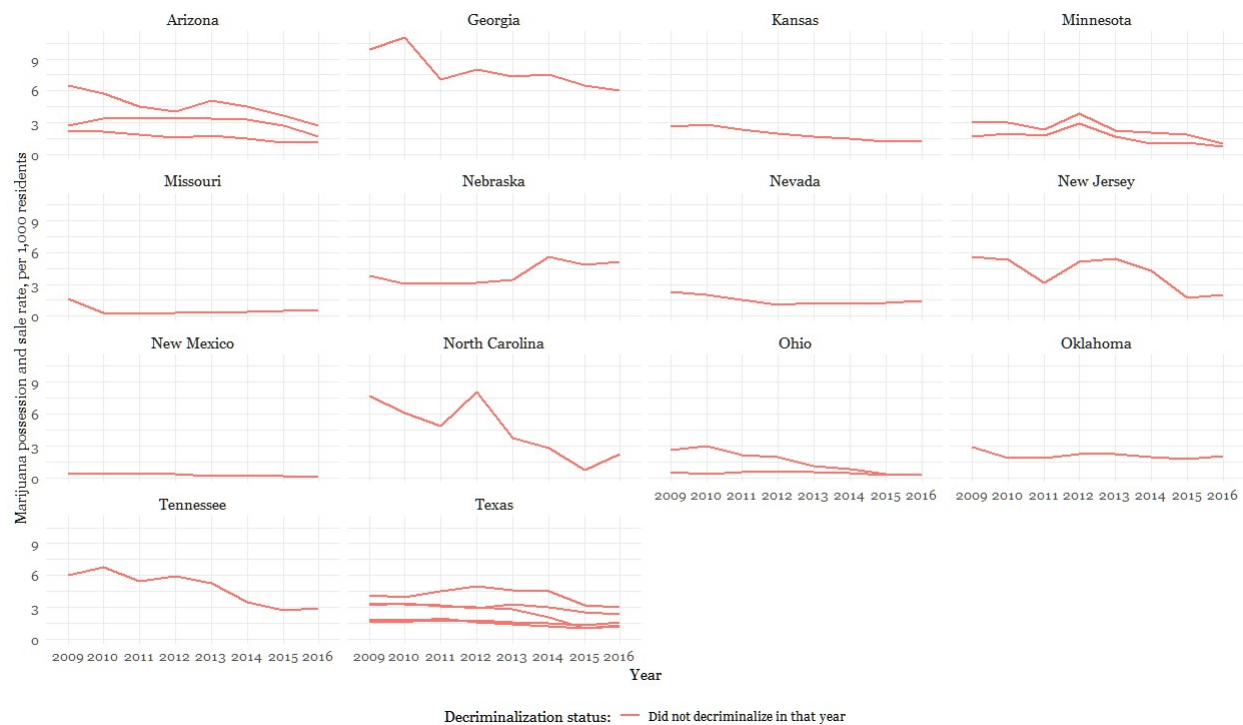 Arizona
Georgia
Kansas
Minnesota
9
6
3
0
Missouri
Nebraska
Nevada
New Jersey
9
6
3
0
New Mexico
North Carolina
Ohio
Oklahoma
9
6
3
0
2009 2010 2011 2012 2013 2014 2015 2016
2009 2010 2011 2012 2013 2014 2015 2016
Tennessee
Texas
9
6
3
0
2009 2010 2011 2012 2013 2014 2015 2016
2009 2010 2011 2012 2013 2014 2015 2016
Marijuana possession and sale rate, per 1,000 residents
Year
Decriminalization status: Did not decriminalize in that year